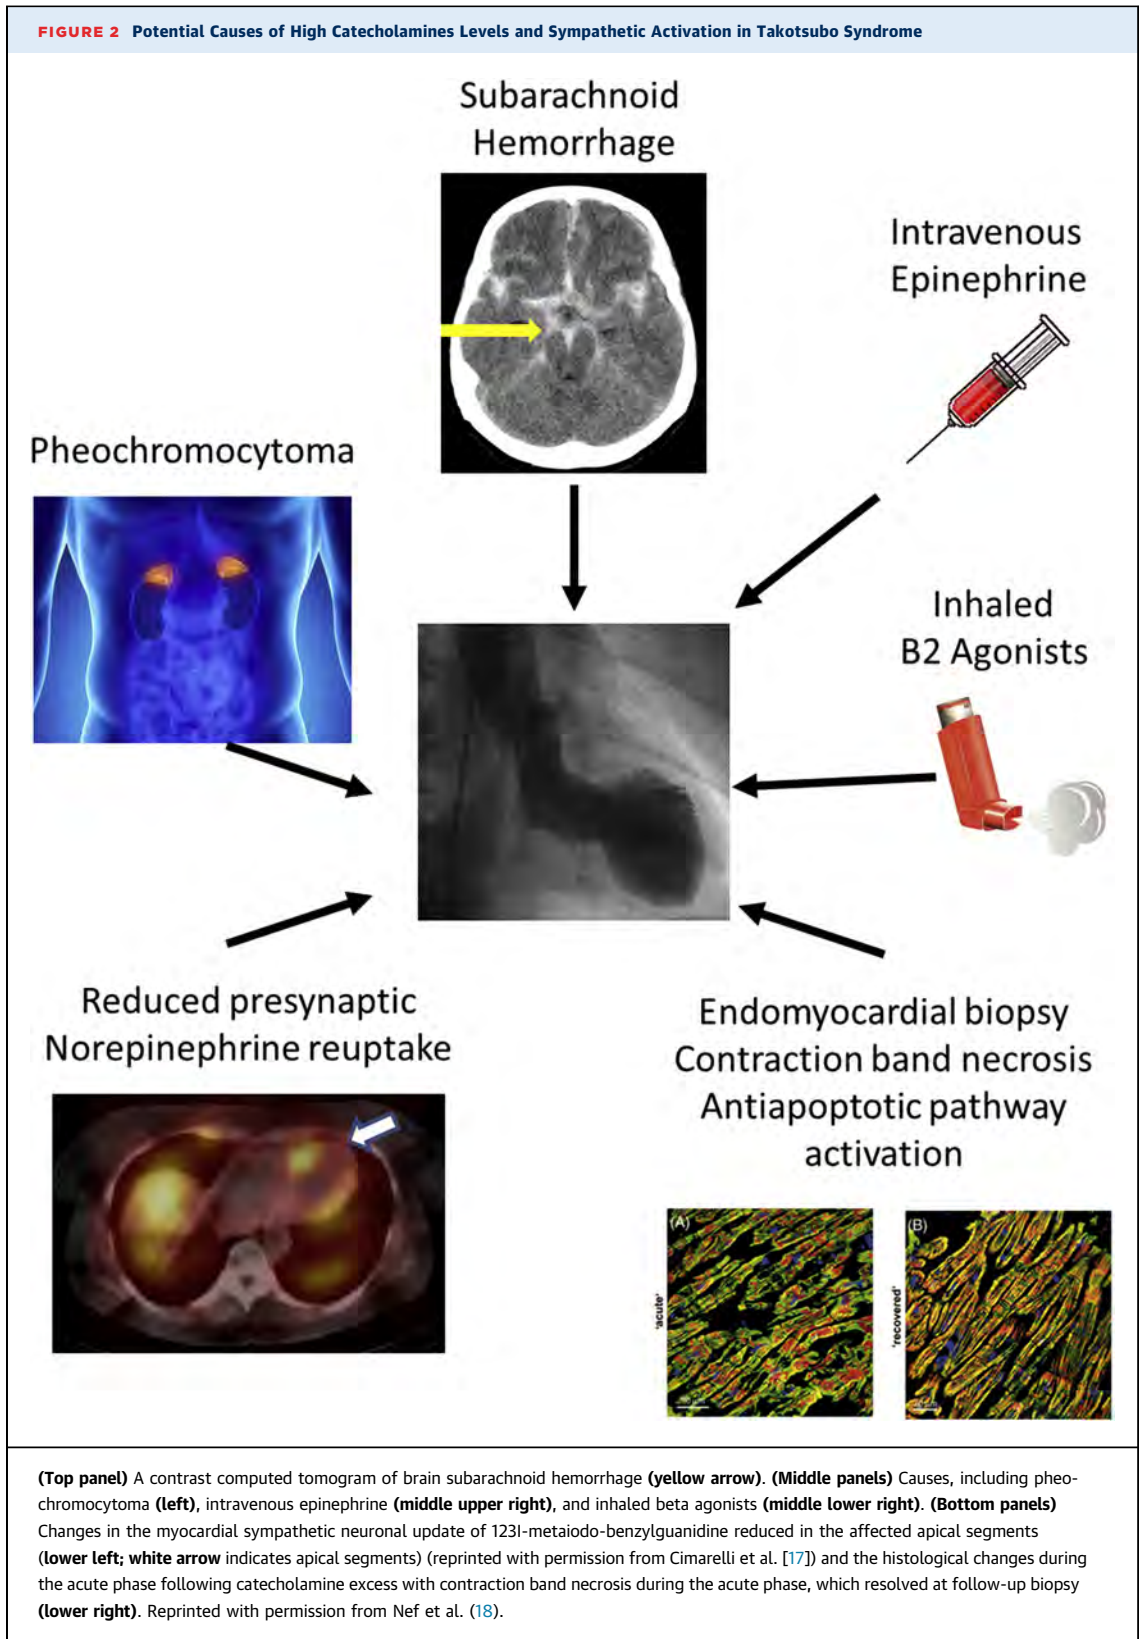 FIGURE 2 Potential Causes of High Catecholamines Levels and Sympathetic Activation in Takotsubo Syndrome
Subarachnoid
Hemorrhage
Intravenous
Epinephrine
Pheochromocytoma
Inhaled
B2 Agonists
Reduced presynaptic
Norepinephrine reuptake
Endomyocardial biopsy
Contraction band necrosis
Antiapoptotic pathway
activation
'acute'
(A)
'recovered'
(B)
(Top panel) A contrast computed tomogram of brain subarachnoid hemorrhage (yellow arrow). (Middle panels) Causes, including pheo-
chromocytoma (left), intravenous epinephrine (middle upper right), and inhaled beta agonists (middle lower right). (Bottom panels)
Changes in the myocardial sympathetic neuronal update of 123I-metaiodo-benzylguanidine reduced in the affected apical segments
(lower left; white arrow indicates apical segments) (reprinted with permission from Cimarelli et al. [17]) and the histological changes during
the acute phase following catecholamine excess with contraction band necrosis during the acute phase, which resolved at follow-up biopsy
(lower right). Reprinted with permission from Nef et al. (18).